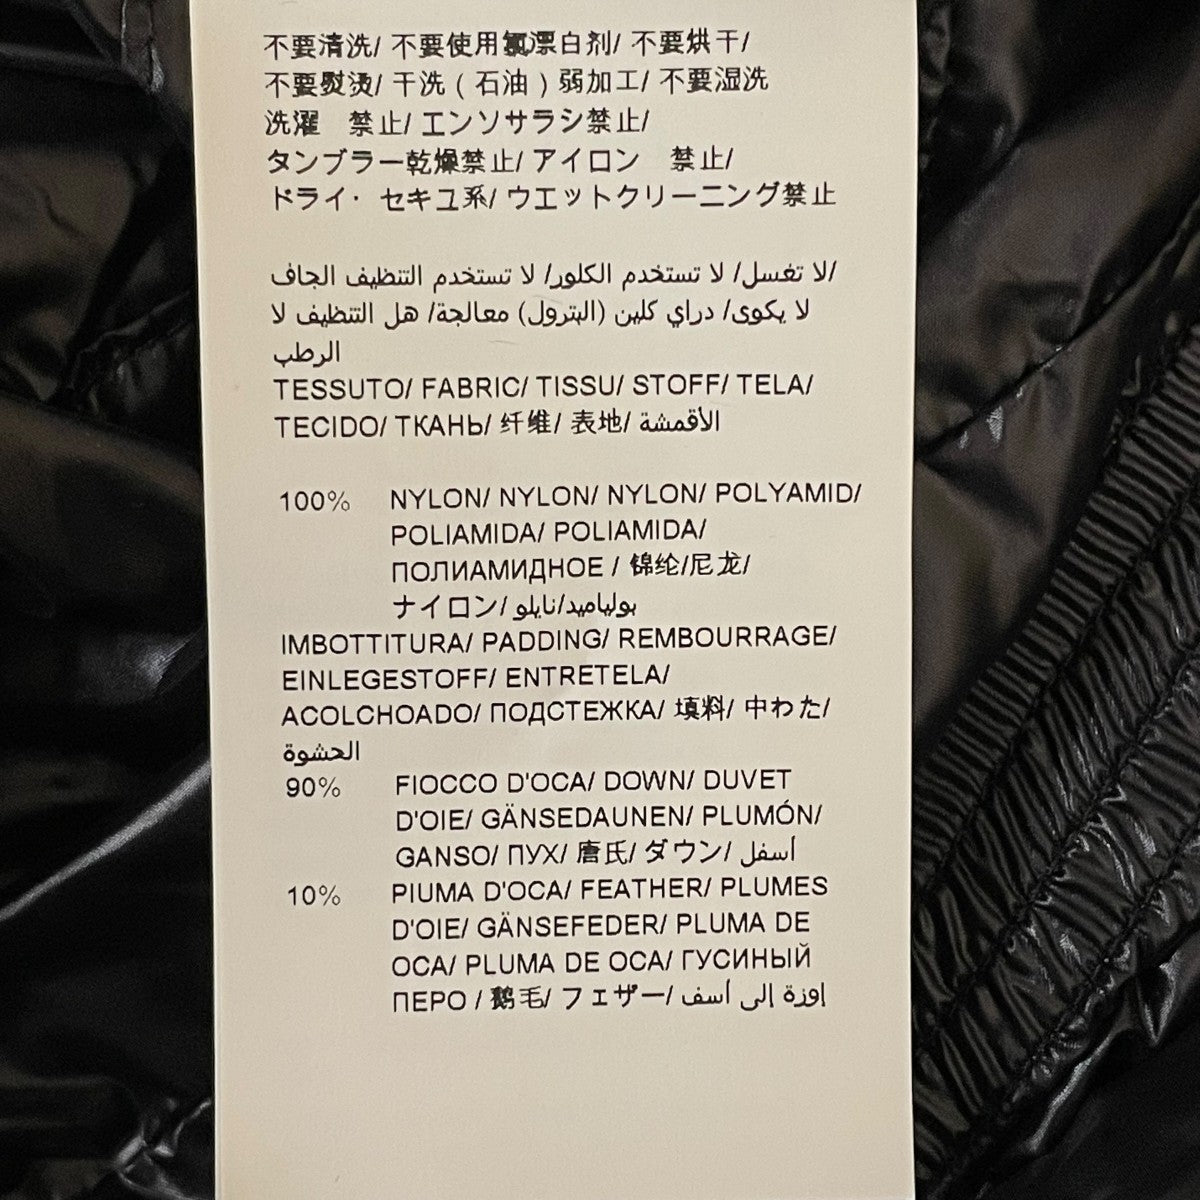 不要清洗/ 不要使用氯漂白剂/ 不要烘干/
不要熨烫/ 干洗 ( 石油 ) 弱加工/ 不要湿洗
洗濯　禁止/ エンソサラシ禁止/
タンブラー乾燥禁止/ アイロン　禁止/
ドライ・ セキユ系/ ウエットクリーニング禁止
لا تغسل/ لا تستخدم الكلور/ لا تستخدم التنظيف الجاف/
لا يكوى/ دراي كلين (البترول) معالجة/ هل التنظيف لا
الرطب
TESSUTO/ FABRIC/ TISSU/ STOFF/ TELA/
TECIDO/ ТКАНЬ/ 纤维/ 表地/ الأقمشة
100% NYLON/ NYLON/ NYLON/ POLYAMID/
POLIAMIDA/ POLIAMIDA/
ПОЛИАМИДНОЕ / 锦纶/尼龙/
ナイロン/ بولياميد/نايلو
IMBOTTITURA/ PADDING/ REMBOURRAGE/
EINLEGESTOFF/ ENTRETELA/
ACOLCHOADO/ ПОДСТЕЖКА/ 填料/ 中わた/
الحشوة
90% FIOCCO D'OCA/ DOWN/ DUVET
D'OIE/ GÄNSEDAUNEN/ PLUMÓN/
GANSO/ ПУХ/ 唐氏/ ダウン/ أسفل
10% PIUMA D'OCA/ FEATHER/ PLUMES
D'OIE/ GÄNSEFEDER/ PLUMA DE
OCA/ PLUMA DE OCA/ ГУСИНЫЙ
ПЕРО / 鹅毛/ フェザー/ إوزة إلى أسف